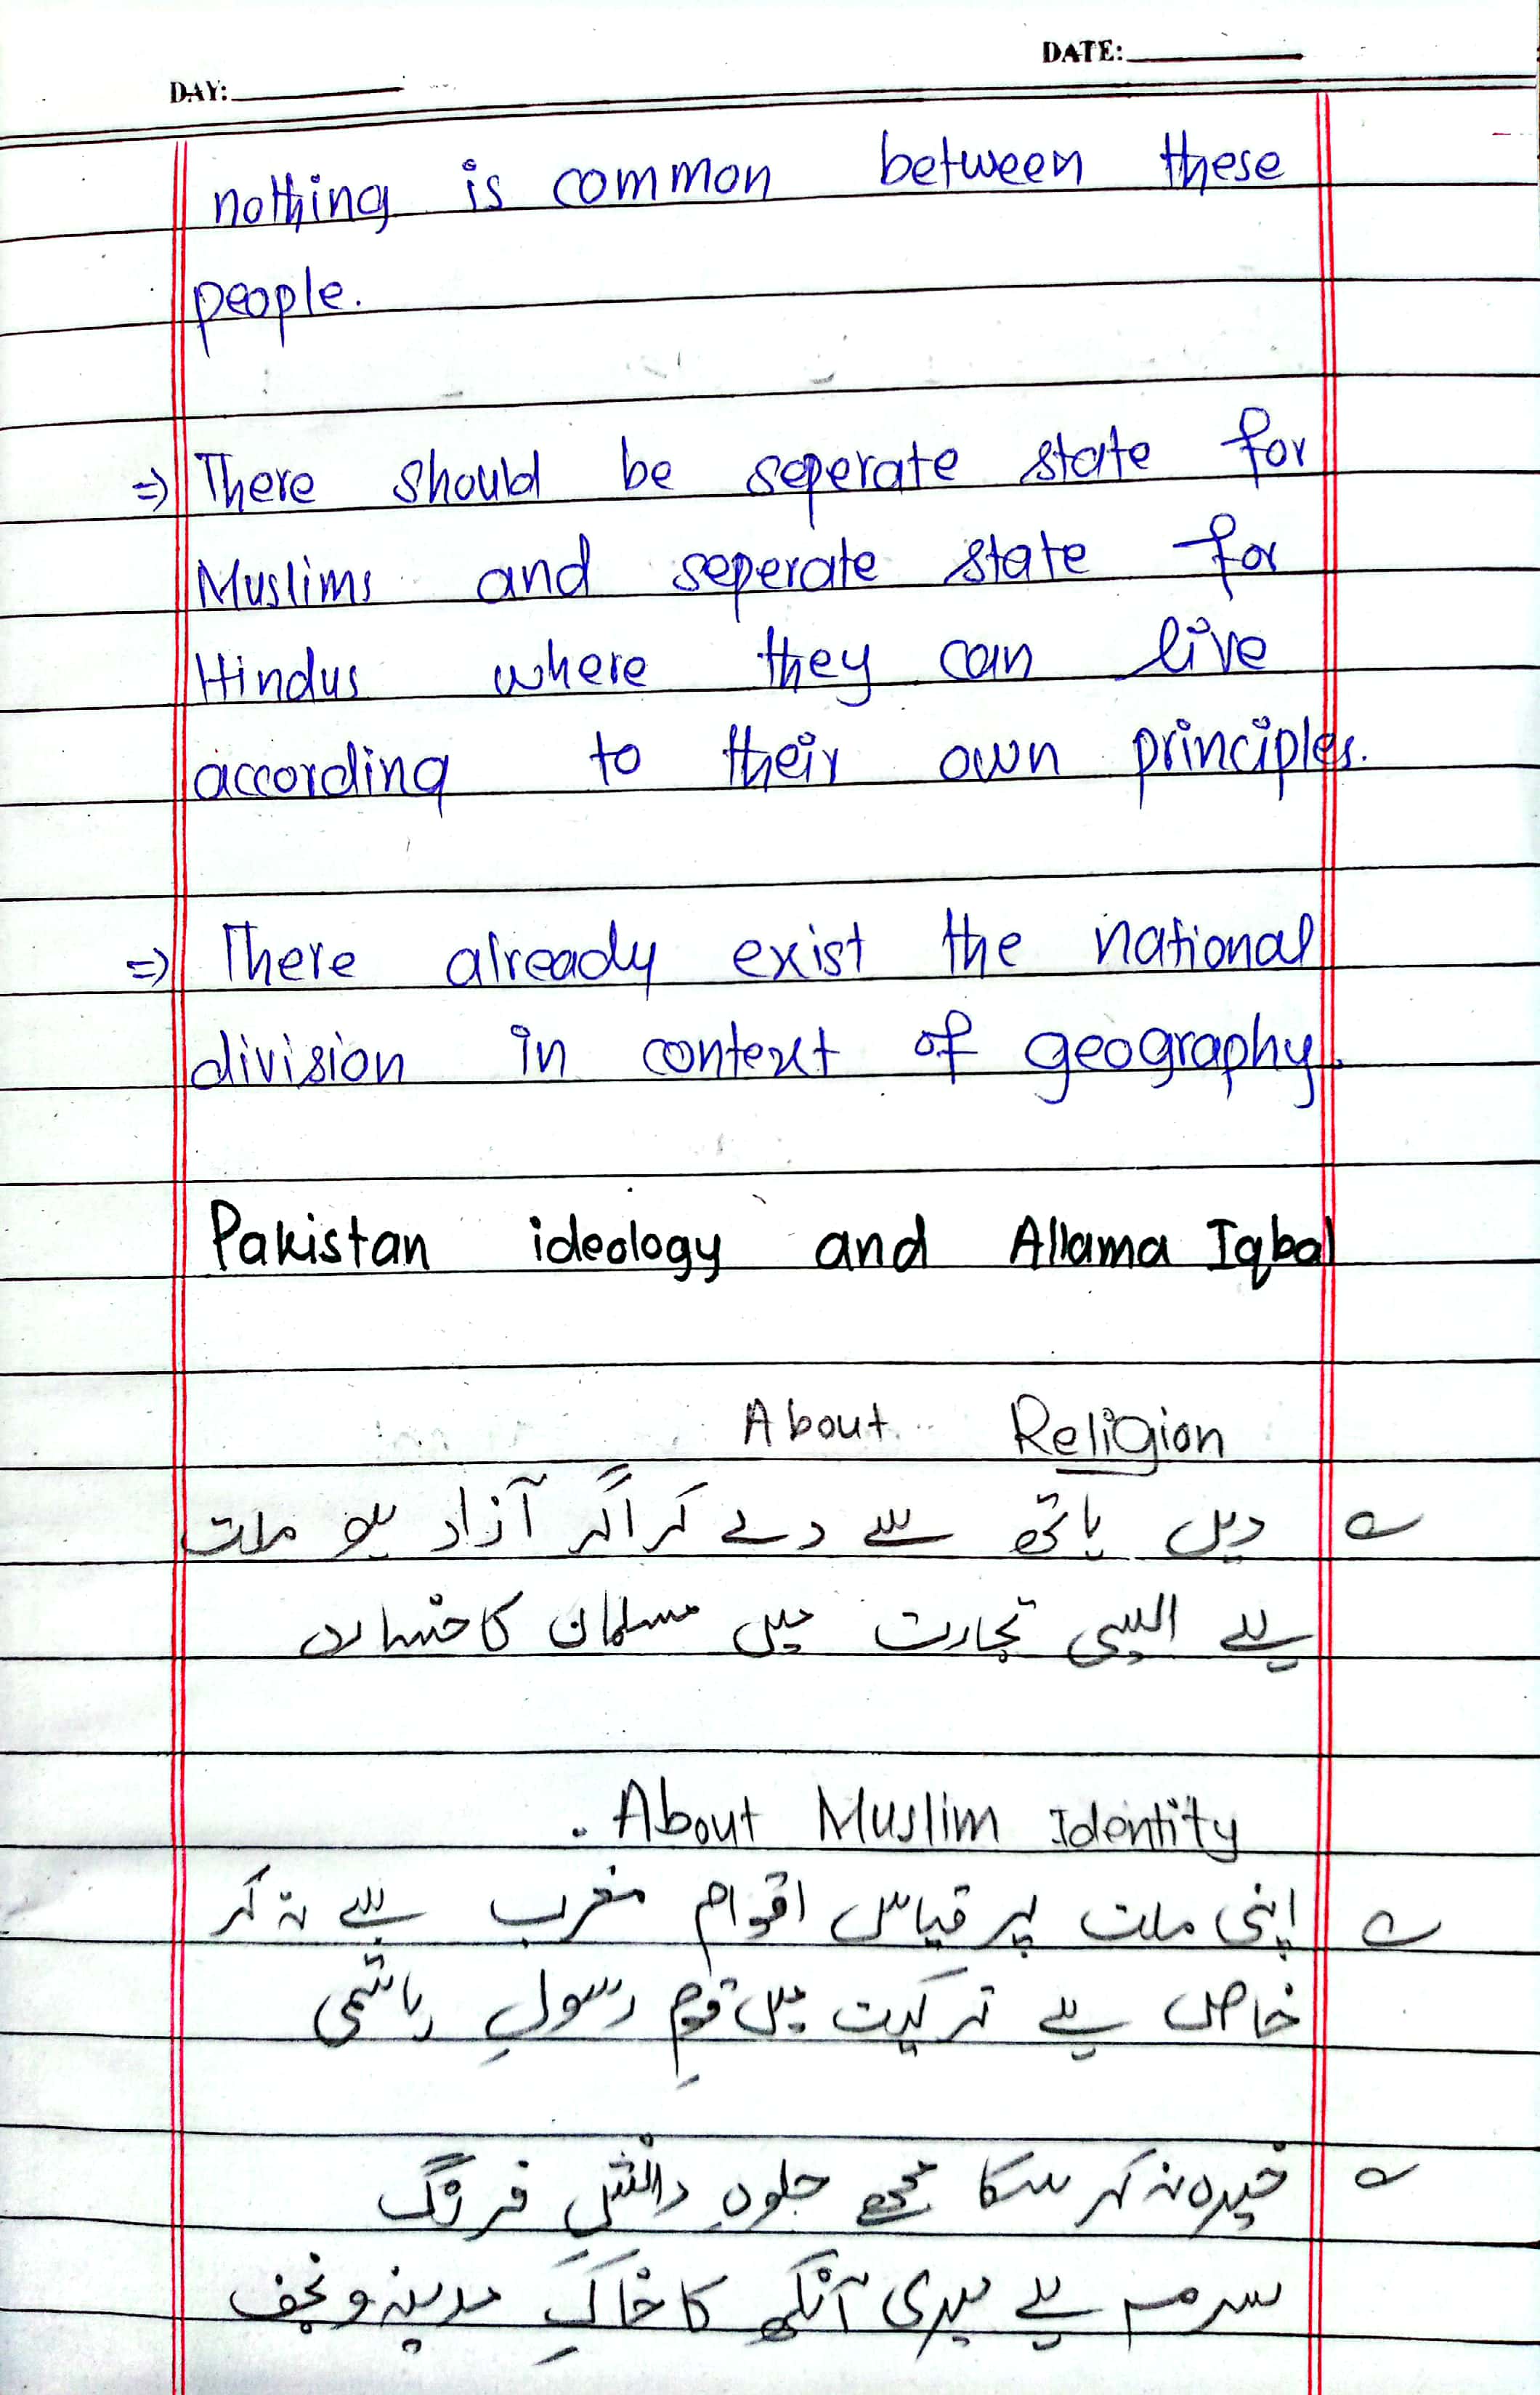 DATE:
DAY:
nothing is common between these
people.
⇒ There should be seperate state for
Muslims and seperate state for
Hindus where they can live
according to their own principles.
⇒ There already exist the national
division in context of geography.
Pakistan ideology and Allama Iqbal
About Religion
دیں ہاتھ سے دے کر اگر آزاد ہو ملت
ہے ایسی تجارت میں مسلمان کا خسارہ
About Muslim Identity
اپنی ملت پر قیاس اقوام مغرب سے نہ کر
خاص ہے ترکیب میں قومِ رسولِ ہاشمی
خیرہ نہ کر سکا مجھے جلوہِ دانشِ فرنگ
سرمہ ہے میری آنکھ کا خاکِ مدینہ و نجف